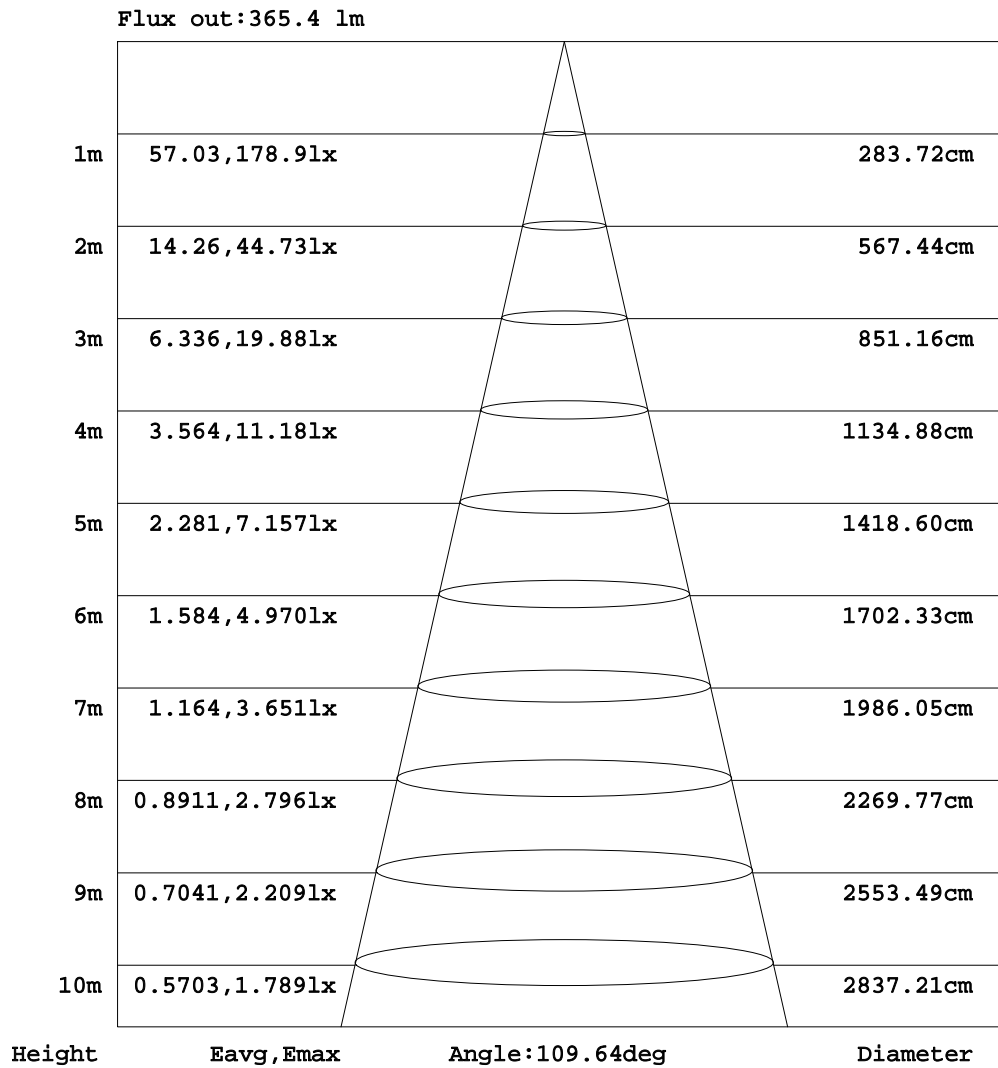 Flux out:365.4 lm
1m 57.03,178.9lx 283.72cm
2m 14.26,44.73lx 567.44cm
3m 6.336,19.88lx 851.16cm
4m 3.564,11.18lx 1134.88cm
5m 2.281,7.157lx 1418.60cm
6m 1.584,4.970lx 1702.33cm
7m 1.164,3.651lx 1986.05cm
8m 0.8911,2.796lx 2269.77cm
9m 0.7041,2.209lx 2553.49cm
10m 0.5703,1.789lx 2837.21cm
Height Eavg,Emax Angle:109.64deg Diameter